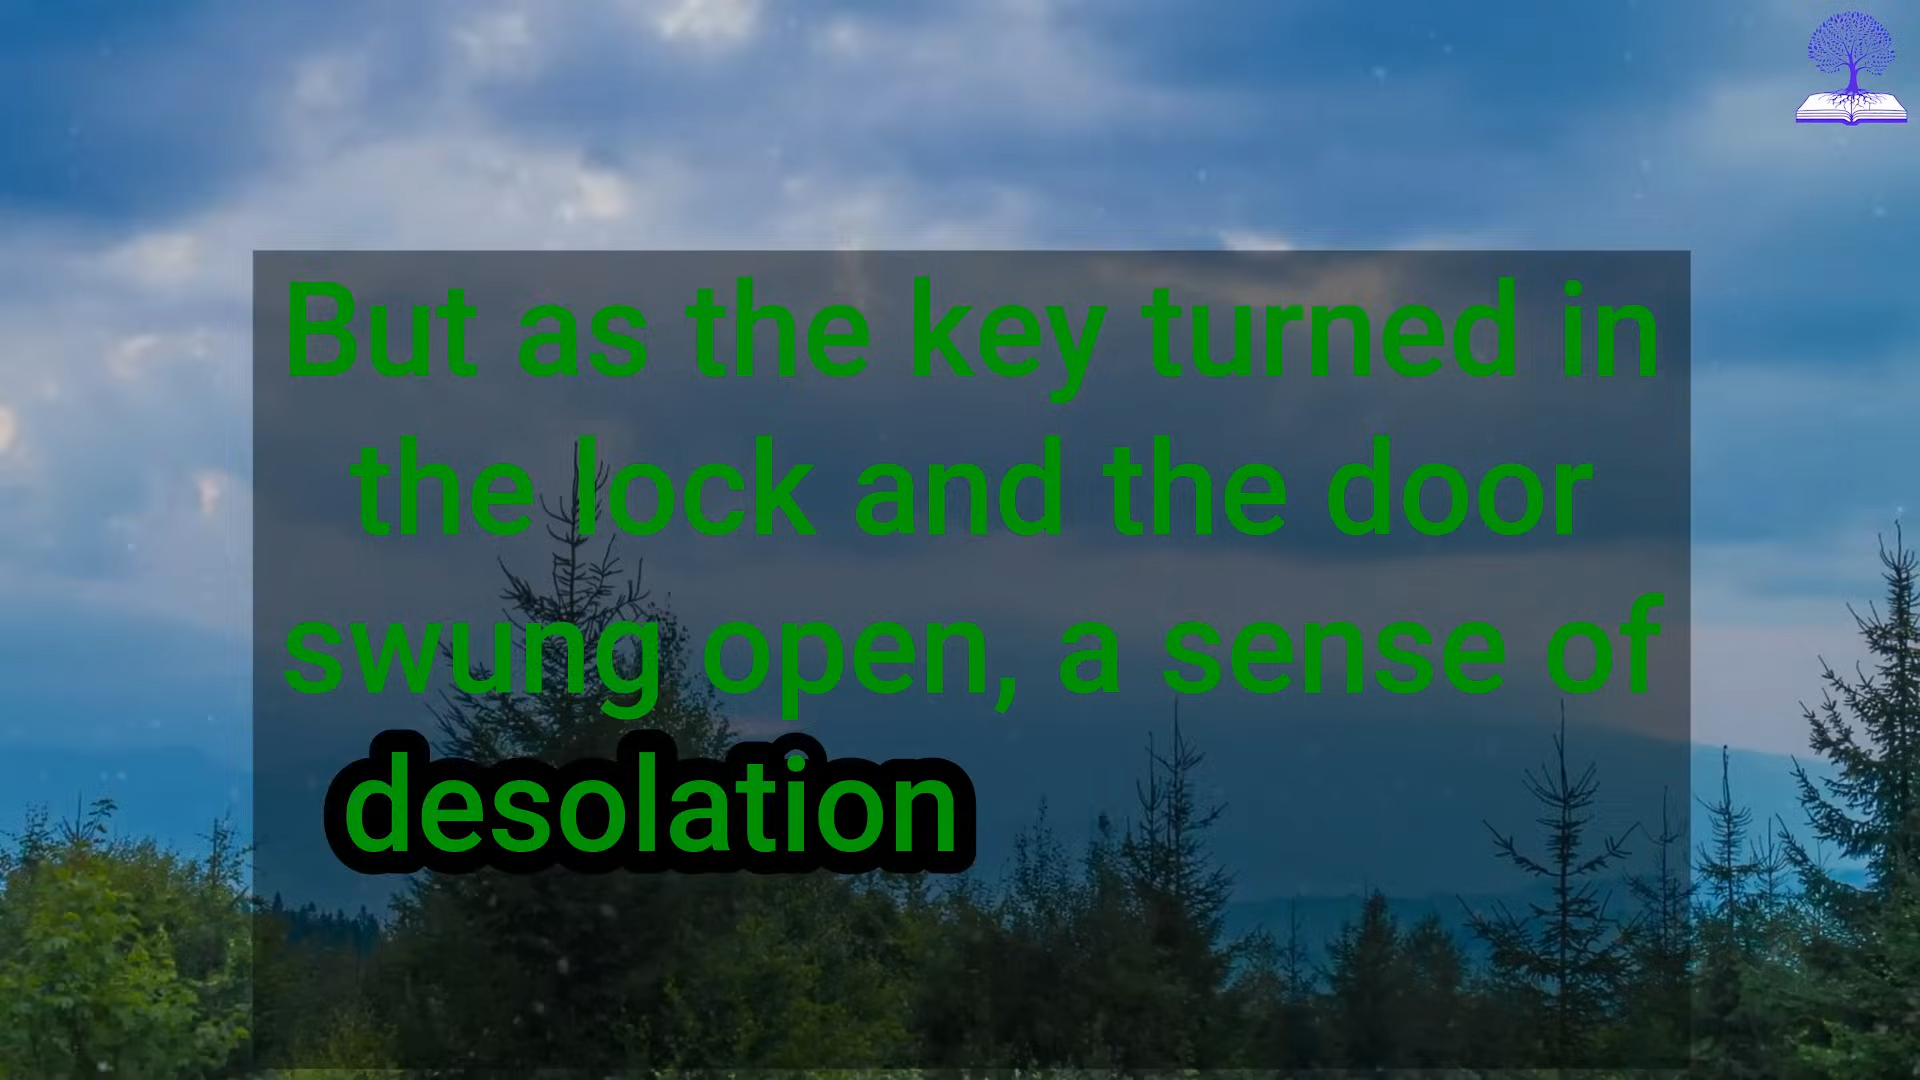 But as the key turned in
the lock and the door
swung open, a sense of
desolation